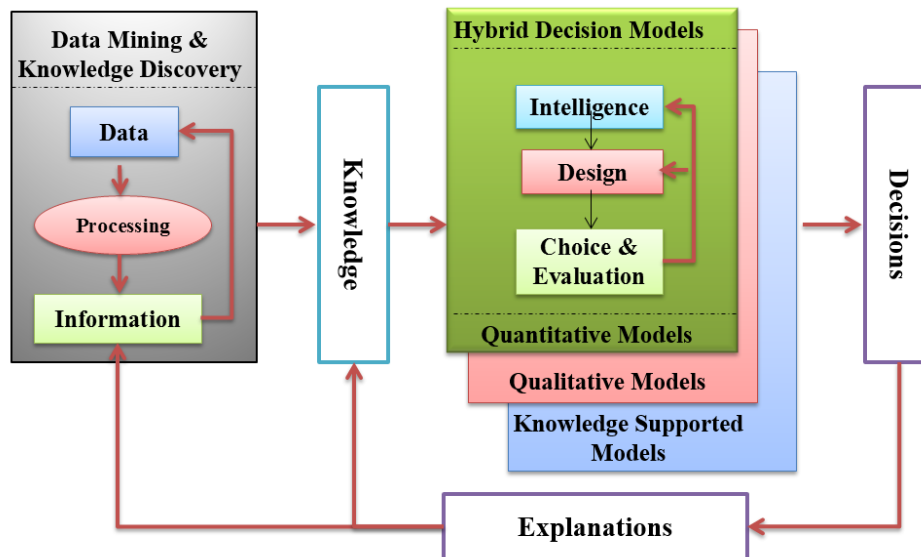 Data Mining &
Knowledge Discovery
Data
Processing
Information
Knowledge
Hybrid Decision Models
Intelligence
Design
Choice &
Evaluation
Quantitative Models
Qualitative Models
Knowledge Supported
Models
Decisions
Explanations